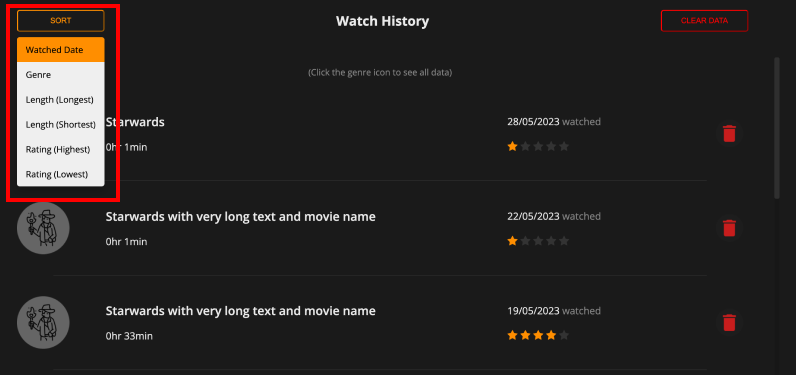 SORT
Watch History
CLEAR DATA
Watched Date
Genre
Length (Longest)
Length (Shortest)
Rating (Highest)
Rating (Lowest)
(Click the genre icon to see all data)
Starwards
28/05/2023 watched
0hr 1min
Starwards with very long text and movie name
22/05/2023 watched
0hr 1min
Starwards with very long text and movie name
19/05/2023 watched
0hr 33min